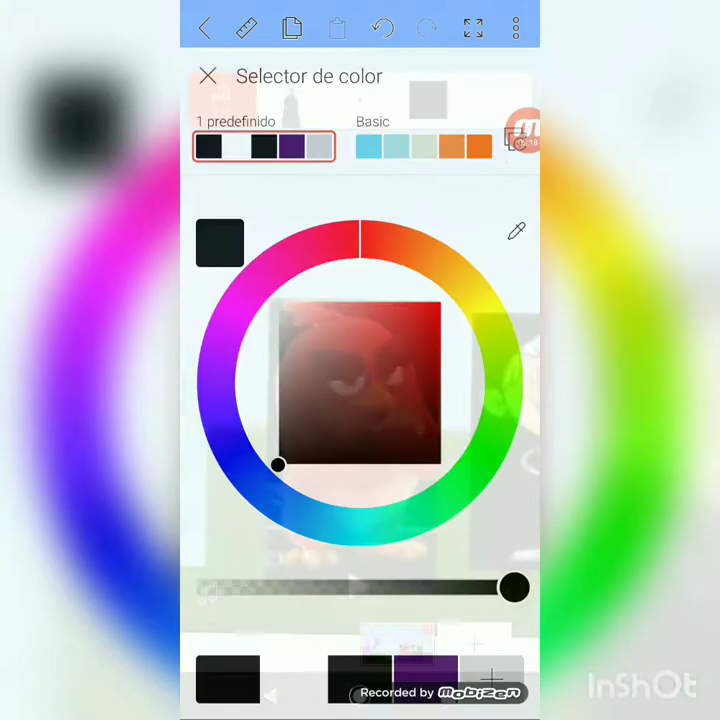 Selector de color
1 predefinido
Basic
Recorded by mobizen
InShOt